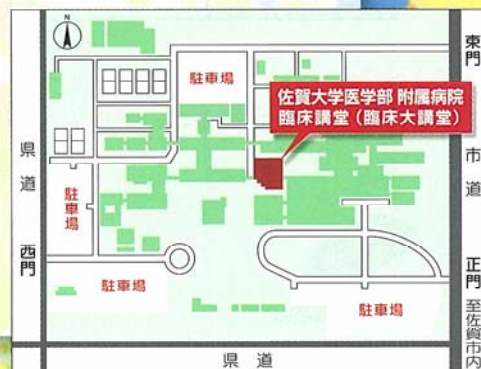 N
東門
駐車場
佐賀大学医学部 附属病院
臨床講堂（臨床大講堂）
県道
市道
駐車場
西門
正門
駐車場
駐車場
至佐賀市内
県道